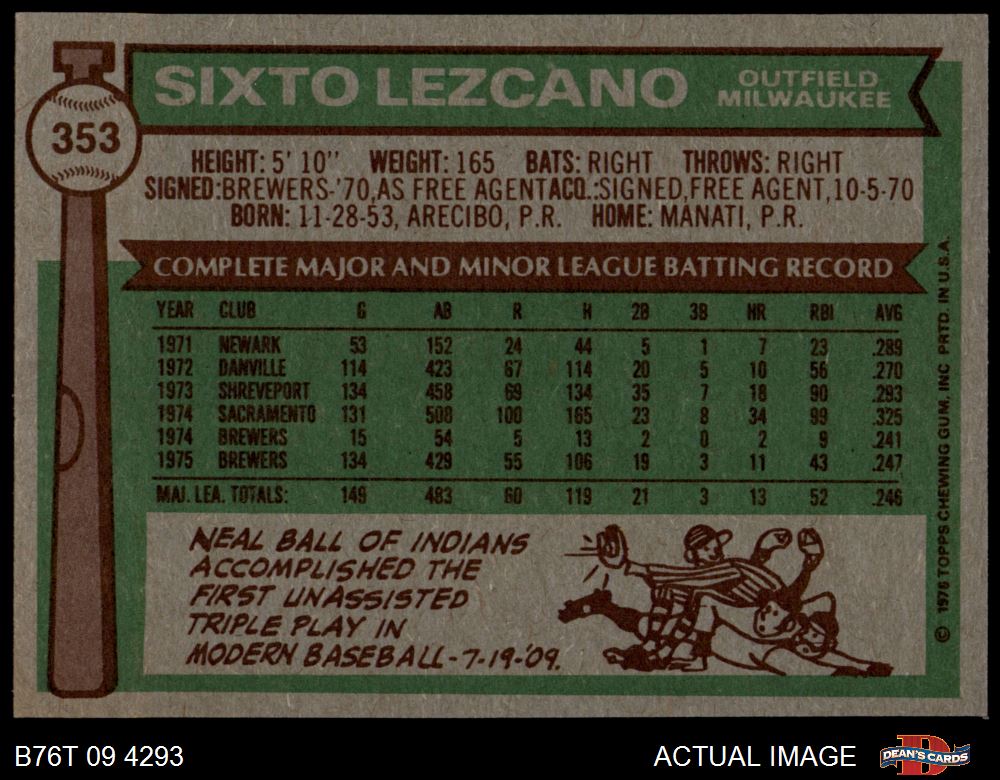 353
SIXTO LEZCANO
OUTFIELD
MILWAUKEE
HEIGHT: 5' 10" WEIGHT: 165 BATS: RIGHT THROWS: RIGHT
SIGNED:BREWERS-'70,AS FREE AGENTACQ.:SIGNED,FREE AGENT,10-5-70
BORN: 11-28-53, ARECIBO, P.R. HOME: MANATI, P.R.
COMPLETE MAJOR AND MINOR LEAGUE BATTING RECORD
YEAR CLUB G AB R H 2B 3B HR RBI AVG
1971 NEWARK 53 152 24 44 5 1 7 23 .289
1972 DANVILLE 114 423 67 114 20 5 10 56 .270
1973 SHREVEPORT 134 458 69 134 35 7 18 90 .293
1974 SACRAMENTO 131 508 100 165 23 8 34 99 .325
1974 BREWERS 15 54 5 13 2 0 2 9 .241
1975 BREWERS 134 429 55 106 19 3 11 43 .247
MAJ. LEA. TOTALS: 149 483 60 119 21 3 13 52 .246
NEAL BALL OF INDIANS
ACCOMPLISHED THE
FIRST UNASSISTED
TRIPLE PLAY IN
MODERN BASEBALL-7-19-'09.
© 1976 TOPPS CHEWING GUM, INC PRTD. IN U.S.A.
B76T 09 4293
ACTUAL IMAGE
DEAN'S CARDS